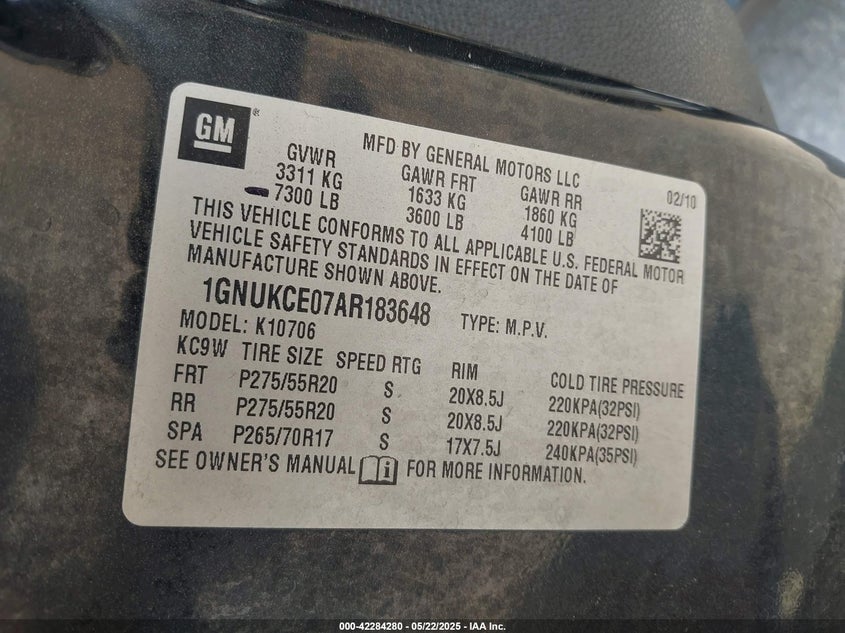 GM ®
MFD BY GENERAL MOTORS LLC
02/10
GVWR GAWR FRT GAWR RR
3311 KG 1633 KG 1860 KG
7300 LB 3600 LB 4100 LB
THIS VEHICLE CONFORMS TO ALL APPLICABLE U.S. FEDERAL MOTOR
VEHICLE SAFETY STANDARDS IN EFFECT ON THE DATE OF
MANUFACTURE SHOWN ABOVE.
1GNUKCE07AR183648 TYPE: M.P.V.
MODEL: K10706
KC9W TIRE SIZE SPEED RTG RIM COLD TIRE PRESSURE
FRT P275/55R20 S 20X8.5J 220KPA(32PSI)
RR P275/55R20 S 20X8.5J 220KPA(32PSI)
SPA P265/70R17 S 17X7.5J 240KPA(35PSI)
SEE OWNER'S MANUAL i FOR MORE INFORMATION.
000-42284280 - 05/22/2025 - IAA Inc.